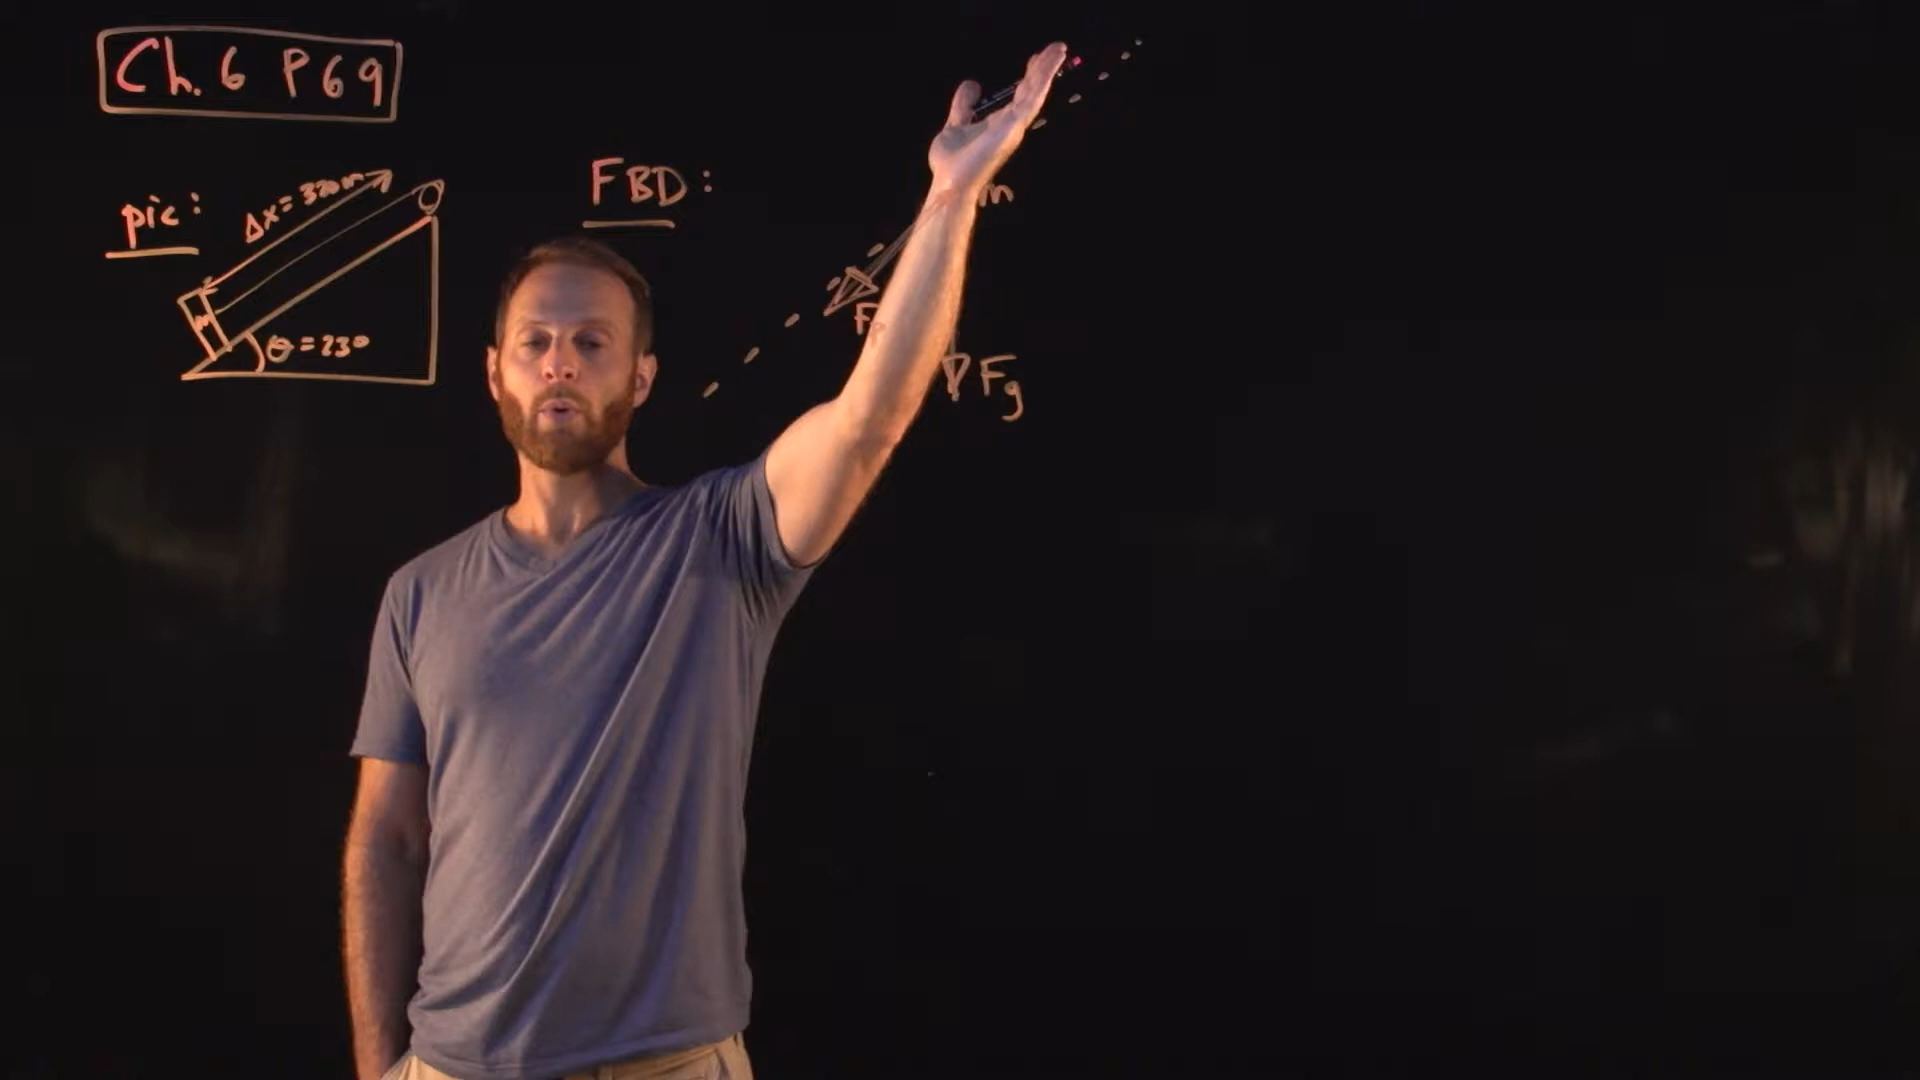 Ch. 6 P69
pic:
Δx = 320m
m
θ = 23°
FBD:
m
Fg